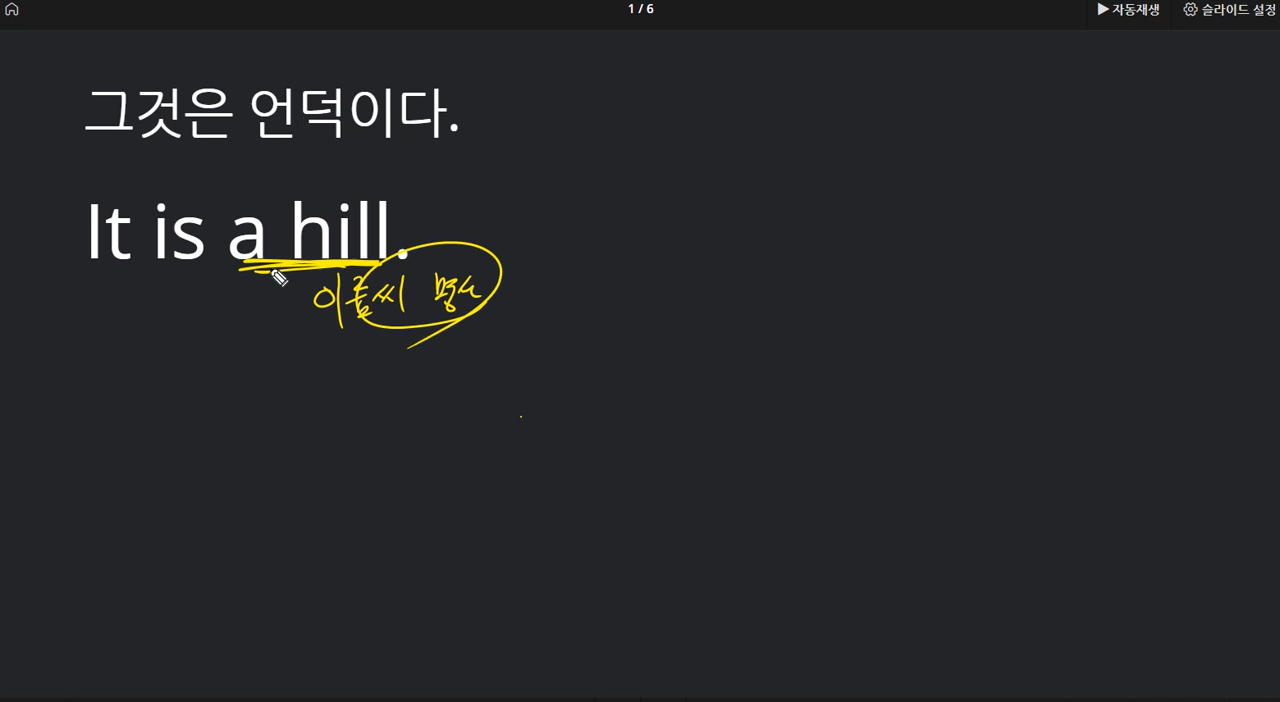 1 / 6
자동재생
슬라이드 설정
그것은 언덕이다.
It is a hill.
이름씨 명사